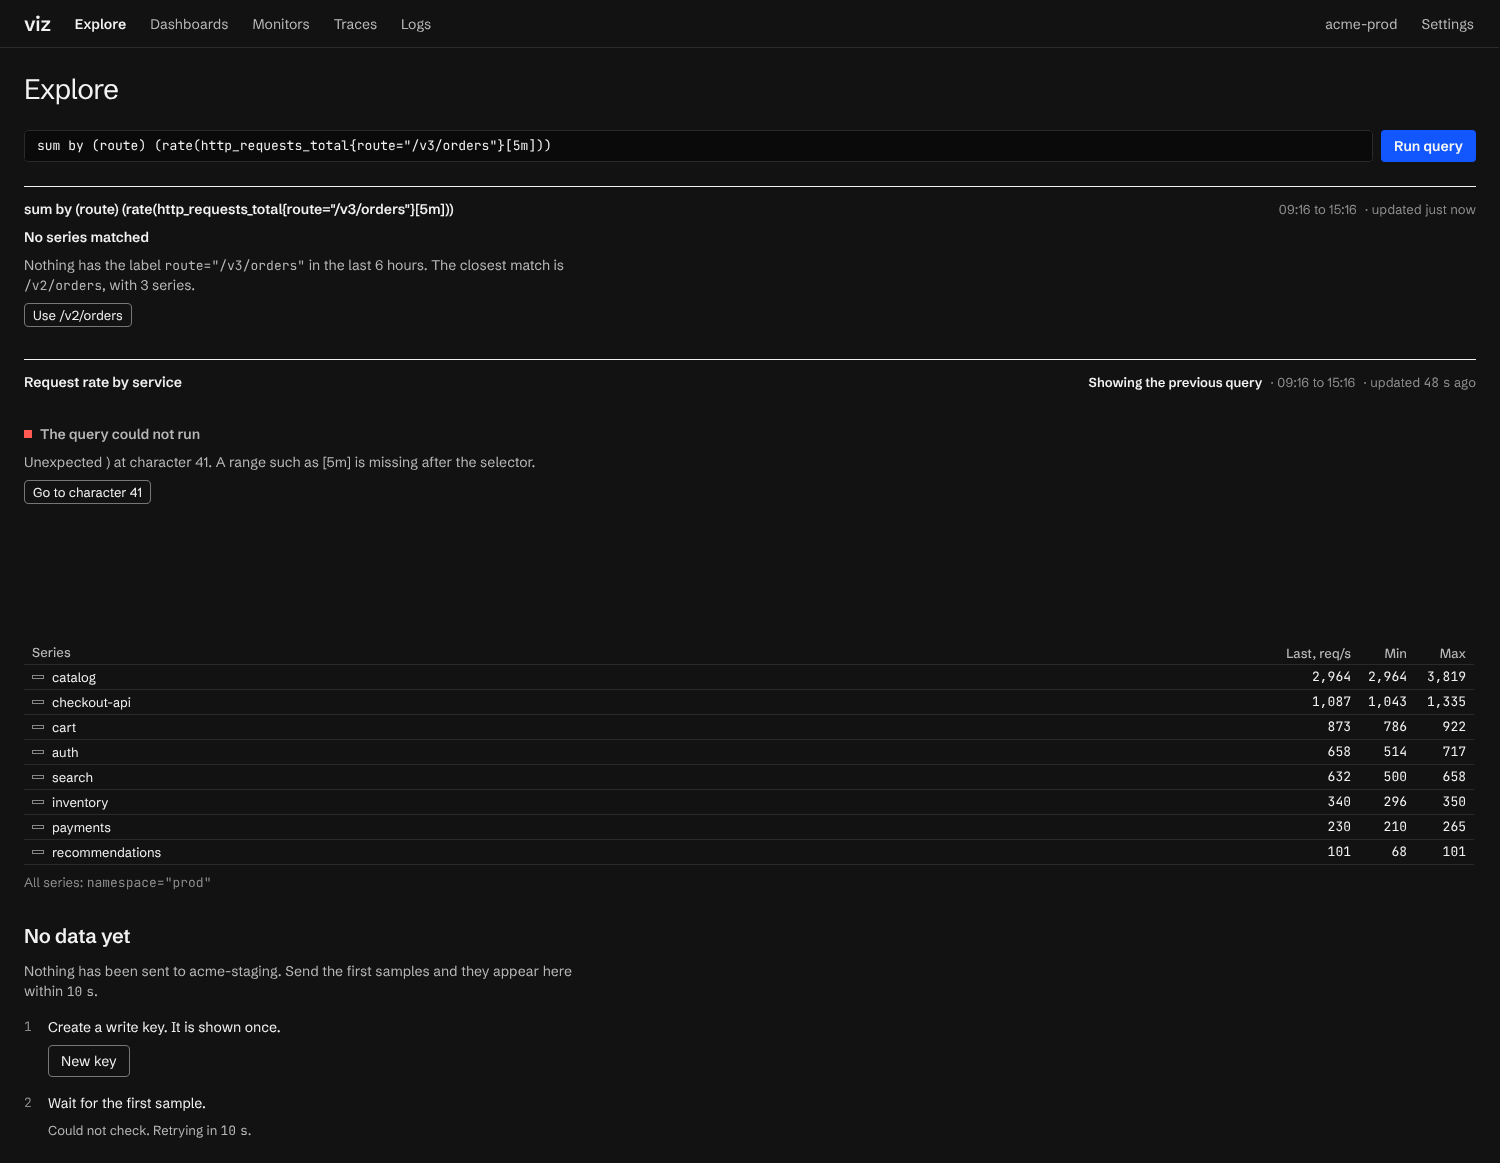 viz Explore Dashboards Monitors Traces Logs acme-prod Settings
Explore
sum by (route) (rate(http_requests_total{route="/v3/orders"}[5m])) Run query
sum by (route) (rate(http_requests_total{route="/v3/orders"}[5m])) 09:16 to 15:16 · updated just now
No series matched
Nothing has the label route="/v3/orders" in the last 6 hours. The closest match is
/v2/orders, with 3 series.
Use /v2/orders
Request rate by service Showing the previous query · 09:16 to 15:16 · updated 48 s ago
The query could not run
Unexpected ) at character 41. A range such as [5m] is missing after the selector.
Go to character 41
Series Last, req/s Min Max
catalog 2,964 2,964 3,819
checkout-api 1,087 1,043 1,335
cart 873 786 922
auth 658 514 717
search 632 500 658
inventory 340 296 350
payments 230 210 265
recommendations 101 68 101
All series: namespace="prod"
No data yet
Nothing has been sent to acme-staging. Send the first samples and they appear here
within 10 s.
1 Create a write key. It is shown once.
New key
2 Wait for the first sample.
Could not check. Retrying in 10 s.